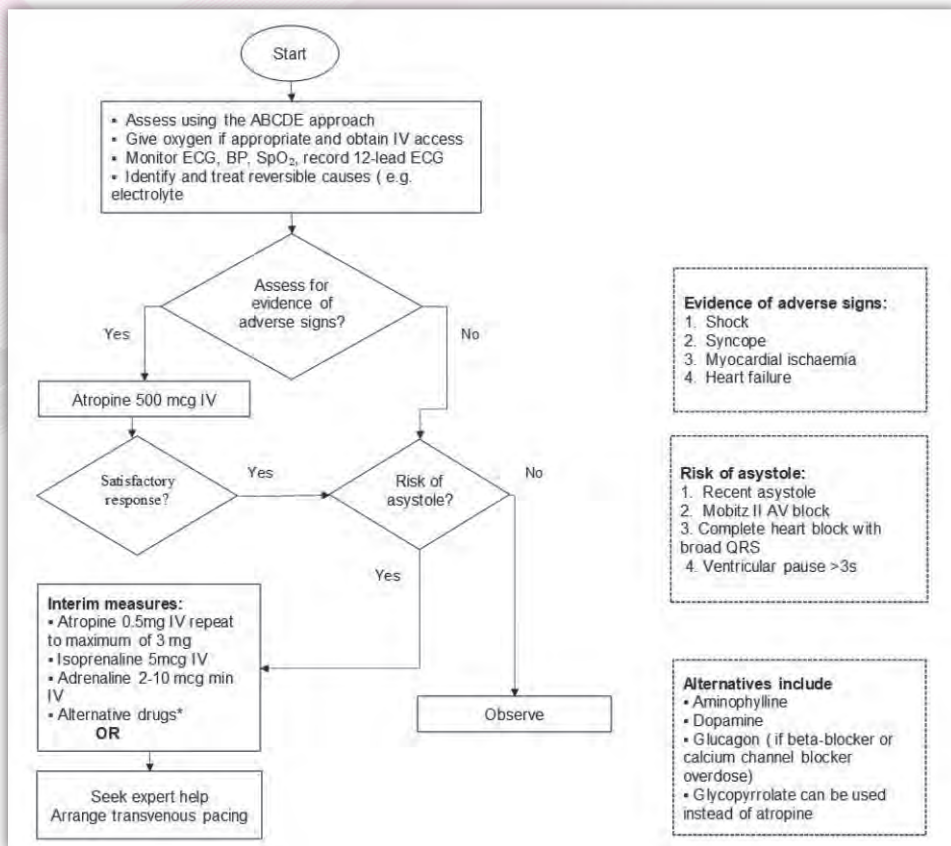 Start
▪ Assess using the ABCDE approach
▪ Give oxygen if appropriate and obtain IV access
▪ Monitor ECG, BP, SpO₂, record 12-lead ECG
▪ Identify and treat reversible causes ( e.g.
electrolyte
Assess for
evidence of
adverse signs?
Yes
No
Atropine 500 mcg IV
Satisfactory
response?
Yes
Risk of
asystole?
No
Yes
Interim measures:
▪ Atropine 0.5mg IV repeat
to maximum of 3 mg
▪ Isoprenaline 5mcg IV
▪ Adrenaline 2-10 mcg min
IV
▪ Alternative drugs*
OR
Observe
Seek expert help
Arrange transvenous pacing
Evidence of adverse signs:
1. Shock
2. Syncope
3. Myocardial ischaemia
4. Heart failure
Risk of asystole:
1. Recent asystole
2. Mobitz II AV block
3. Complete heart block with
broad QRS
4. Ventricular pause >3s
Alternatives include
▪ Aminophylline
▪ Dopamine
▪ Glucagon ( if beta-blocker or
calcium channel blocker
overdose)
▪ Glycopyrrolate can be used
instead of atropine